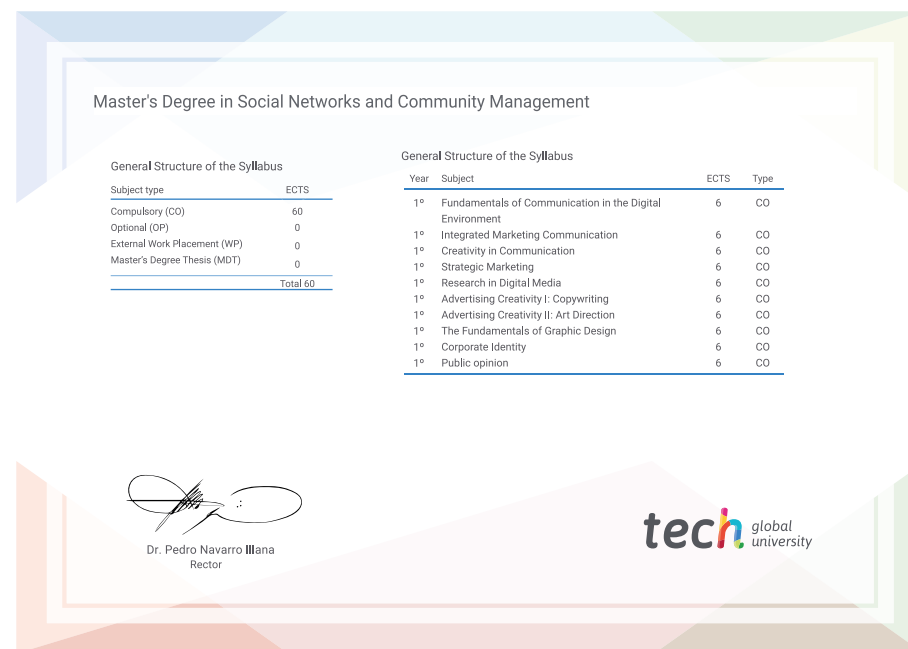 Master's Degree in Social Networks and Community Management
General Structure of the Syllabus
Subject type ECTS
Compulsory (CO) 60
Optional (OP) 0
External Work Placement (WP) 0
Master's Degree Thesis (MDT) 0
Total 60
General Structure of the Syllabus
Year Subject ECTS Type
1º Fundamentals of Communication in the Digital 6 CO
Environment
1º Integrated Marketing Communication 6 CO
1º Creativity in Communication 6 CO
1º Strategic Marketing 6 CO
1º Research in Digital Media 6 CO
1º Advertising Creativity I: Copywriting 6 CO
1º Advertising Creativity II: Art Direction 6 CO
1º The Fundamentals of Graphic Design 6 CO
1º Corporate Identity 6 CO
1º Public opinion 6 CO
Dr. Pedro Navarro Illana
Rector
tech global
university